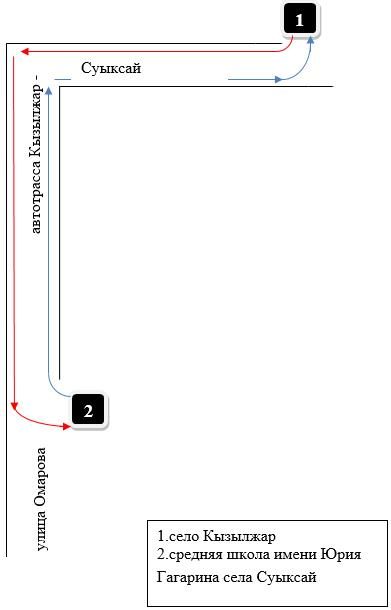 1
Суыксай
автотрасса Кызылжар -
2
улица Омарова
1.село Кызылжар
2.средняя школа имени Юрия
Гагарина села Суыксай